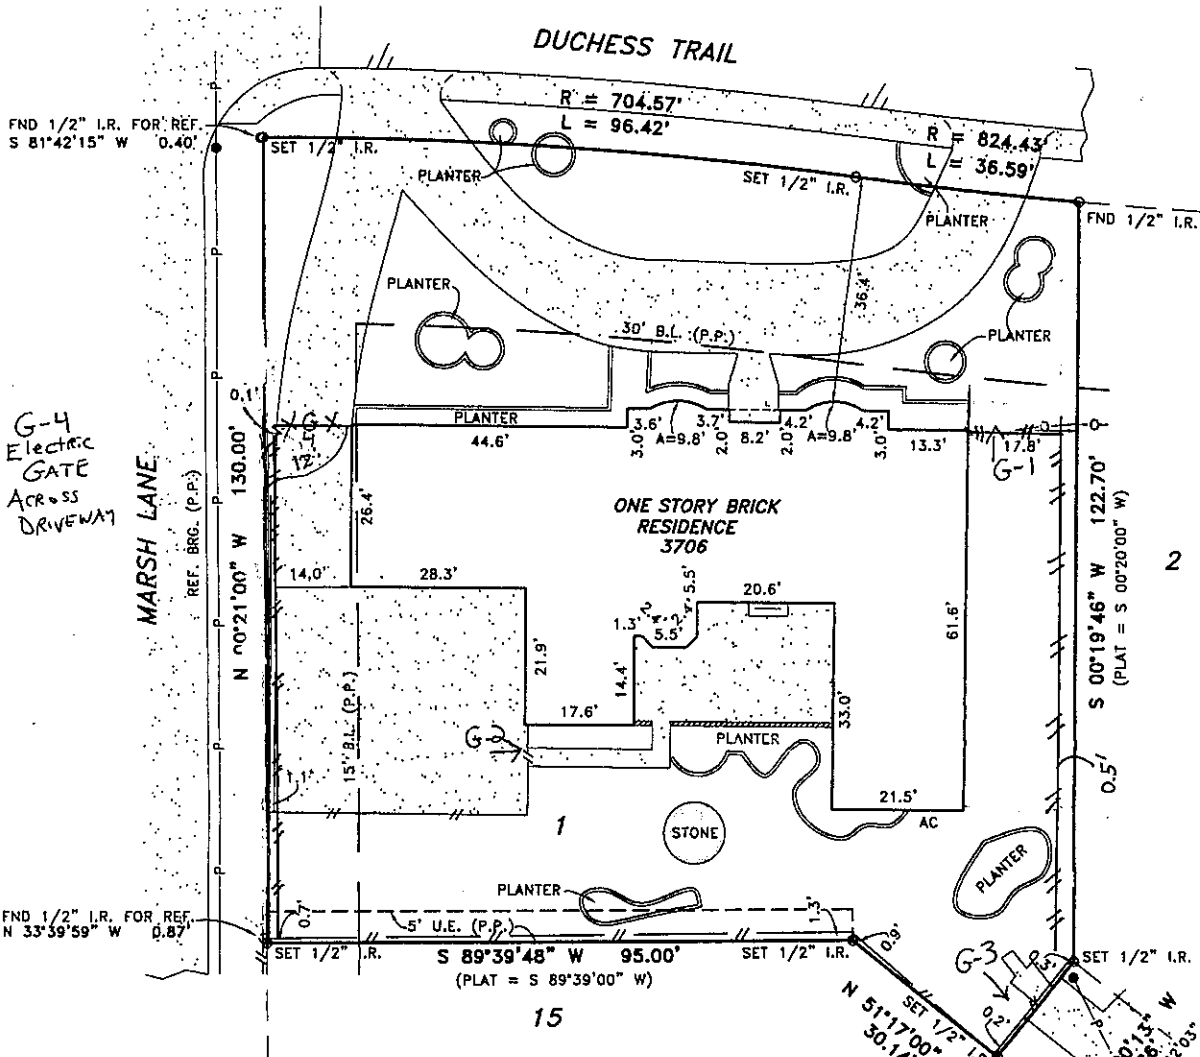 DUCHESS TRAIL
R = 704.57'
L = 96.42'
R = 824.43'
L = 36.59'
FND 1/2" I.R. FOR REF.
S 81°42'15" W 0.40'
SET 1/2" I.R.
PLANTER
SET 1/2" I.R.
PLANTER
FND 1/2" I.R.
PLANTER
36.4'
30' B.L. (P.P.)
PLANTER
0.1'
G-4
Electric
GATE
ACROSS
DRIVEWAY
MARSH LANE
REF. BRG. (P.P.)
N 00°21'00" W 130.00'
G
12'
PLANTER
44.6'
3.0'
3.6'
A=9.8'
3.7'
2.0'
8.2'
2.0'
4.2'
A=9.8'
4.2'
3.0'
13.3'
17.8'
G-1
26.4'
ONE STORY BRICK
RESIDENCE
3706
S 00°19'46" W 122.70'
(PLAT = S 00°20'00" W)
2
14.0'
28.3'
5.5'
20.6'
1.3'
5.5'
61.6'
21.9'
14.4'
33.0'
17.6'
G-2
PLANTER
15' B.L. (P.P.)
1.1'
0.5'
21.5'
AC
1
STONE
PLANTER
PLANTER
FND 1/2" I.R. FOR REF.
N 33°39'59" W 0.87'
0.7'
5' U.E. (P.P.)
1.3'
0.9'
SET 1/2" I.R.
S 89°39'48" W 95.00'
SET 1/2" I.R.
(PLAT = S 89°39'00" W)
G-3
0.3'
SET 1/2" I.R.
0.2'
15
N 51°17'00"
30.14
SET 1/2" I.R.